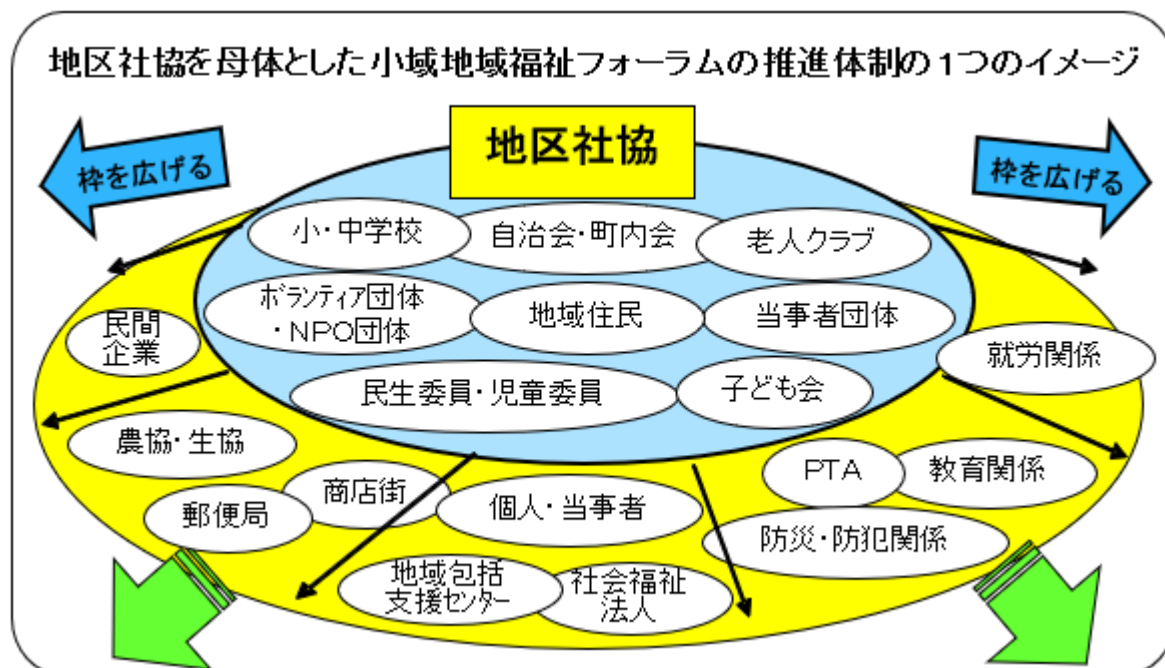 地区社協を母体とした小域地域福祉フォーラムの推進体制の1つのイメージ
地区社協
枠を広げる
枠を広げる
小・中学校
自治会・町内会
老人クラブ
ボランティア団体
・NPO団体
地域住民
当事者団体
民間
企業
就労関係
民生委員・児童委員
子ども会
農協・生協
PTA
教育関係
商店街
個人・当事者
郵便局
防災・防犯関係
地域包括
支援センター
社会福祉
法人